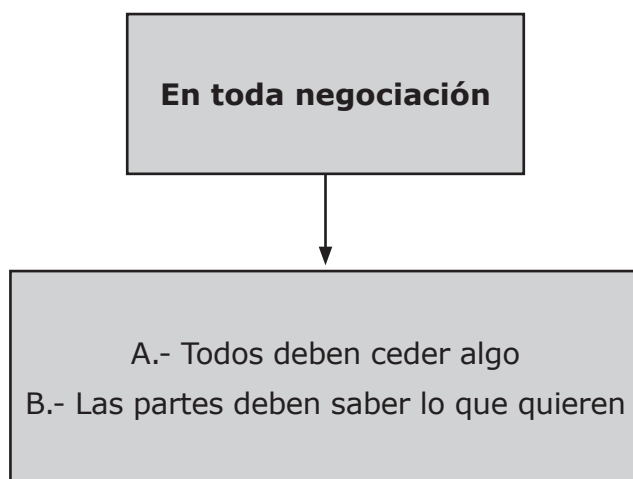 En toda negociación
A.- Todos deben ceder algo
B.- Las partes deben saber lo que quieren